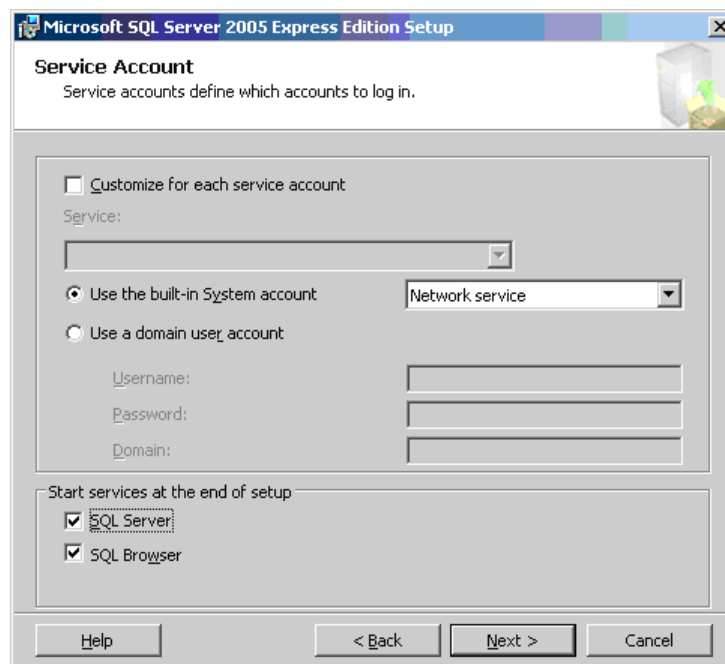 Microsoft SQL Server 2005 Express Edition Setup
Service Account
Service accounts define which accounts to log in.
Customize for each service account
Service:
Use the built-in System account Network service
Use a domain user account
Username:
Password:
Domain:
Start services at the end of setup
SQL Server
SQL Browser
Help < Back Next > Cancel